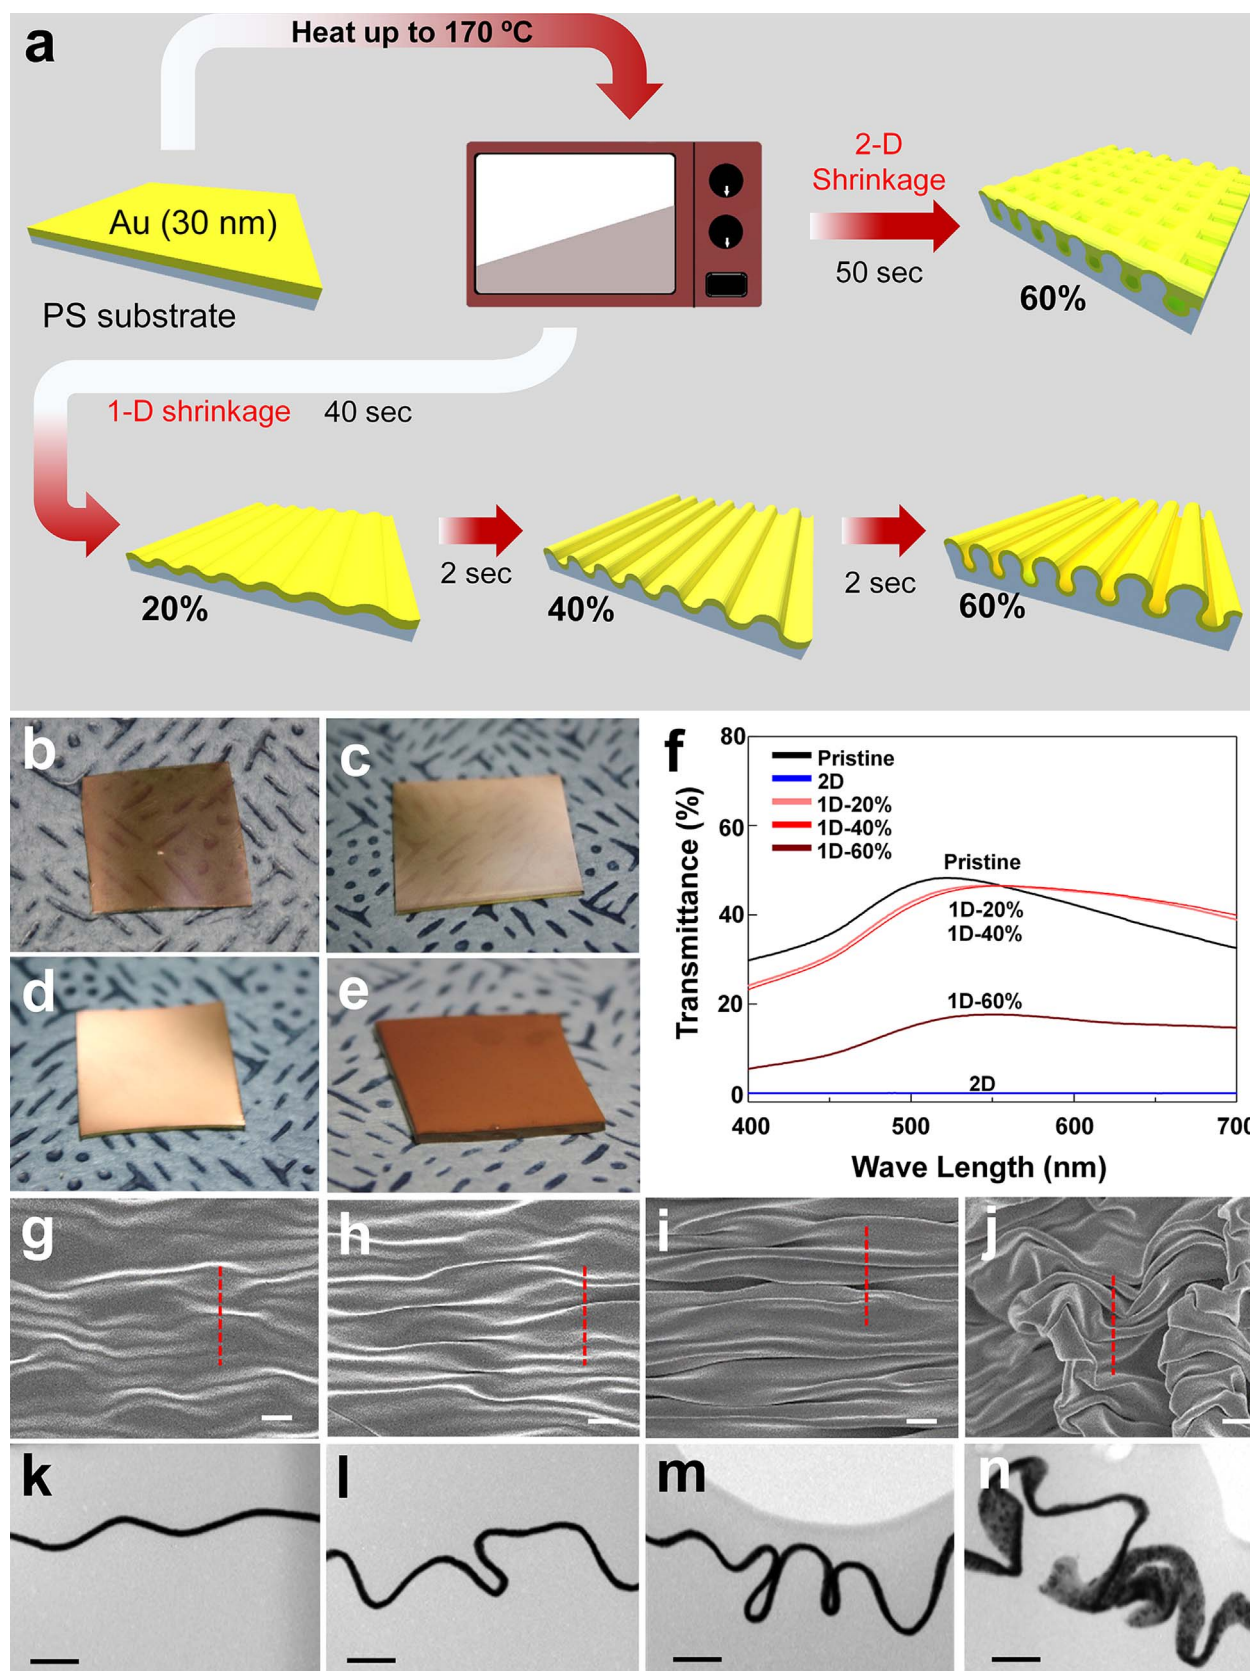 a
Heat up to 170 ºC
Au (30 nm)
PS substrate
2-D
Shrinkage
50 sec
60%
1-D shrinkage 40 sec
20%
2 sec
40%
2 sec
60%
b
c
d
e
f
80
60
40
20
0
Transmittance (%)
Pristine
2D
1D-20%
1D-40%
1D-60%
Pristine
1D-20%
1D-40%
1D-60%
2D
400
500
600
700
Wave Length (nm)
g
h
i
j
k
l
m
n